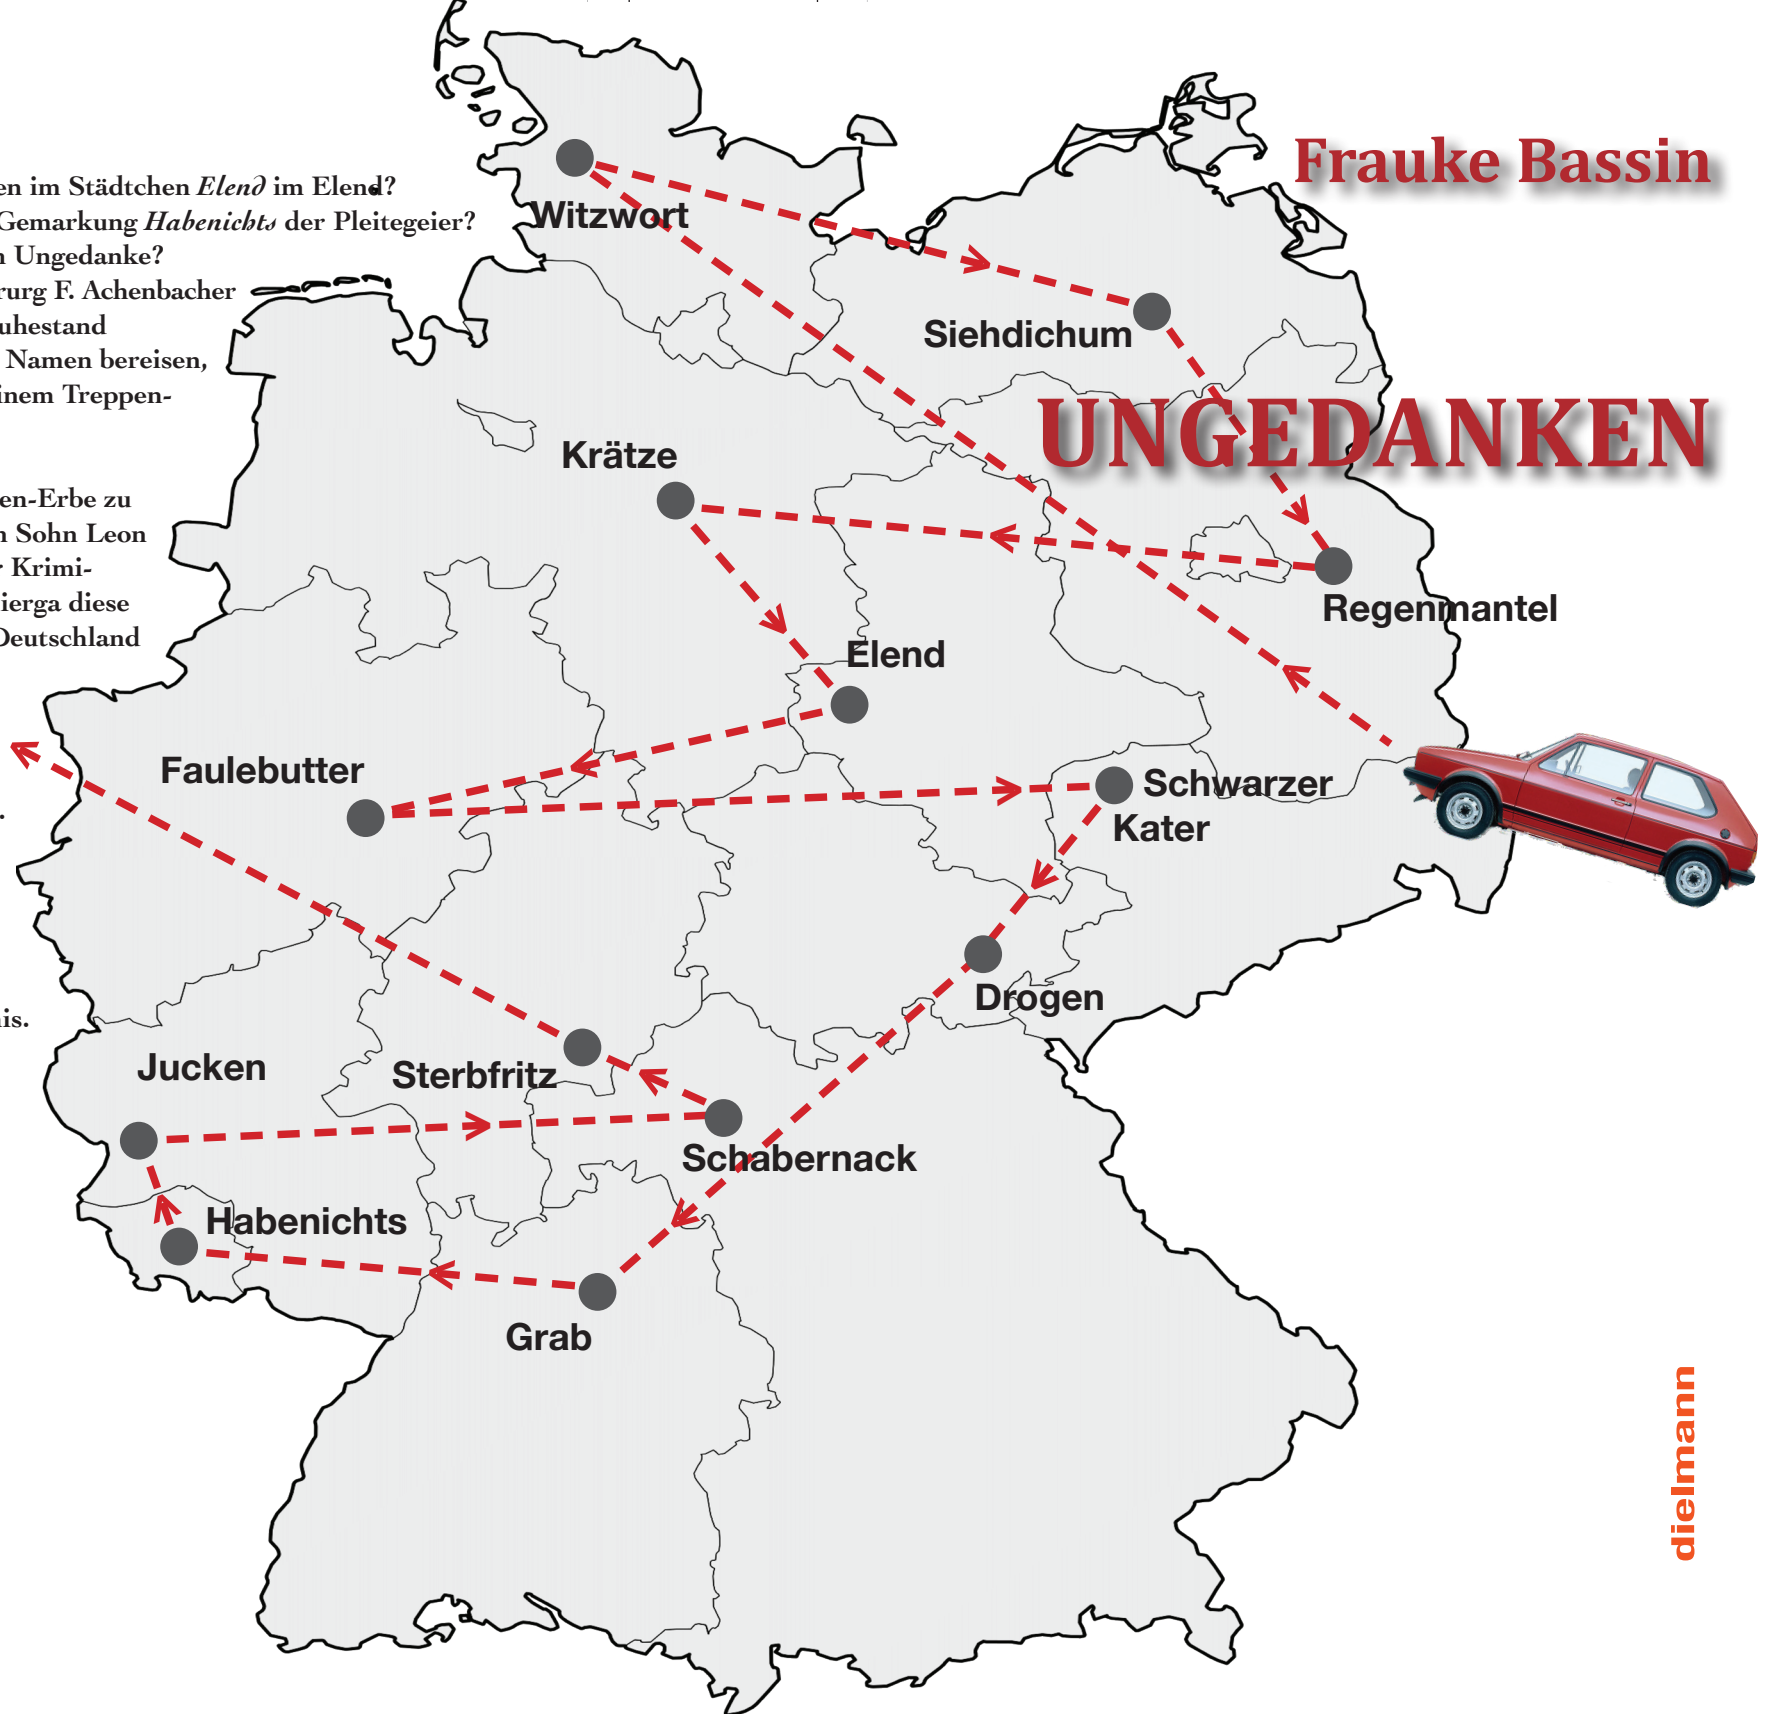 en im Städtchen Elend im Elend?
Gemarkung Habenichts der Pleitegeier?
n Ungedanke?
rurg F. Achenbacher
uhestand
Namen bereisen,
inem Treppen-
en-Erbe zu
n Sohn Leon
r Krimi-
ierga diese
Deutschland
.
is.
Frauke Bassin
UNGEDANKEN
Witzwort
Siehdichum
Krätze
Regenmantel
Elend
Faulebutter
Schwarzer
Kater
Drogen
Jucken
Sterbfritz
Schabernack
Habenichts
Grab
dielmann